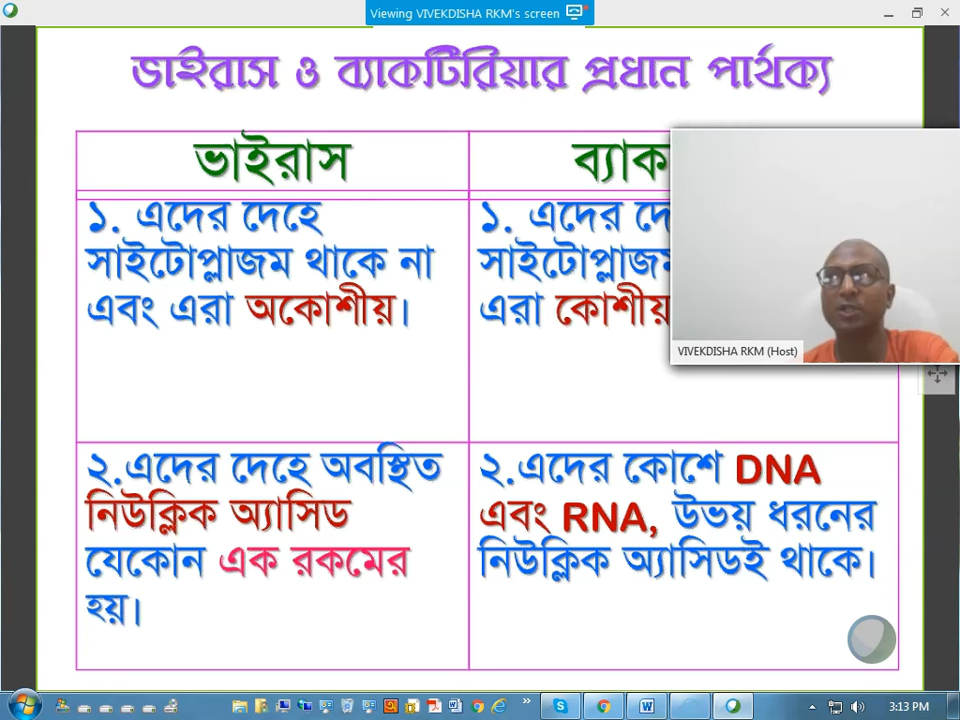 Viewing VIVEKDISHA RKM's screen
ভাইরাস ও ব্যাকটিরিয়ার প্রধান পার্থক্য
ভাইরাস
১. এদের দেহে
সাইটোপ্লাজম থাকে না
এবং এরা অকোশীয়।
১. এদের
সাইটোপ্লাজম
এরা কোশীয়
VIVEKDISHA RKM (Host)
২.এদের দেহে অবস্থিত
নিউক্লিক অ্যাসিড
যেকোন এক রকমের
হয়।
২.এদের কোশে DNA
এবং RNA, উভয় ধরনের
নিউক্লিক অ্যাসিডই থাকে।
3:13 PM